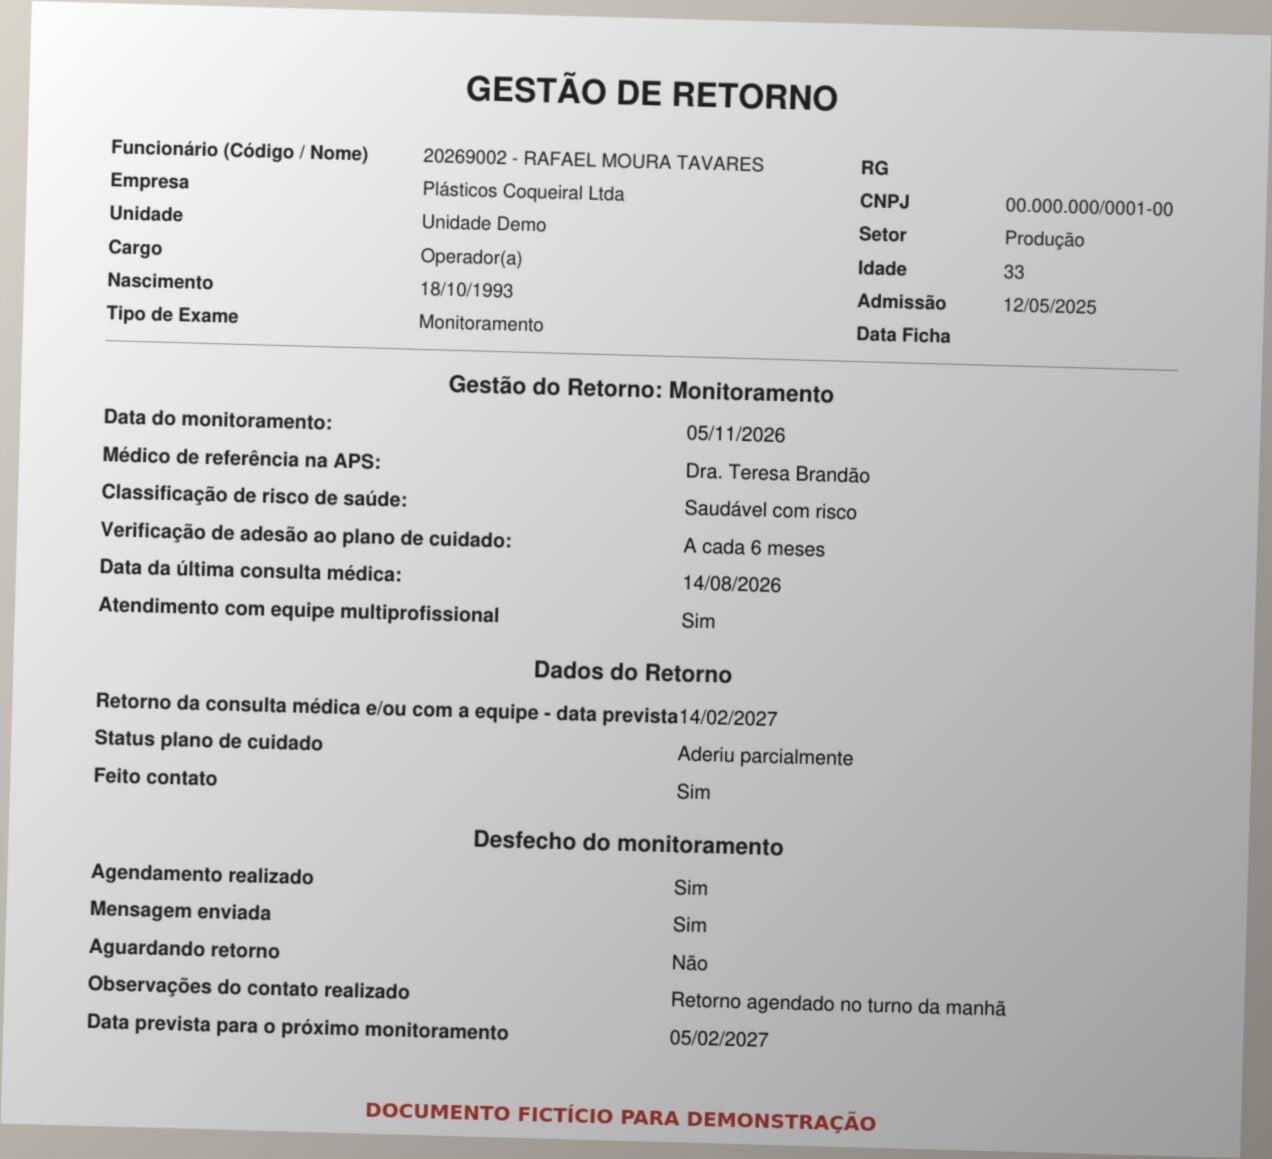 GESTÃO DE RETORNO
Funcionário (Código / Nome) 20269002 - RAFAEL MOURA TAVARES RG
Empresa Plásticos Coqueiral Ltda CNPJ 00.000.000/0001-00
Unidade Unidade Demo Setor Produção
Cargo Operador(a) Idade 33
Nascimento 18/10/1993 Admissão 12/05/2025
Tipo de Exame Monitoramento Data Ficha
Gestão do Retorno: Monitoramento
Data do monitoramento: 05/11/2026
Médico de referência na APS: Dra. Teresa Brandão
Classificação de risco de saúde: Saudável com risco
Verificação de adesão ao plano de cuidado: A cada 6 meses
Data da última consulta médica: 14/08/2026
Atendimento com equipe multiprofissional Sim
Dados do Retorno
Retorno da consulta médica e/ou com a equipe - data prevista 14/02/2027
Status plano de cuidado Aderiu parcialmente
Feito contato Sim
Desfecho do monitoramento
Agendamento realizado Sim
Mensagem enviada Sim
Aguardando retorno Não
Observações do contato realizado Retorno agendado no turno da manhã
Data prevista para o próximo monitoramento 05/02/2027
DOCUMENTO FICTÍCIO PARA DEMONSTRAÇÃO